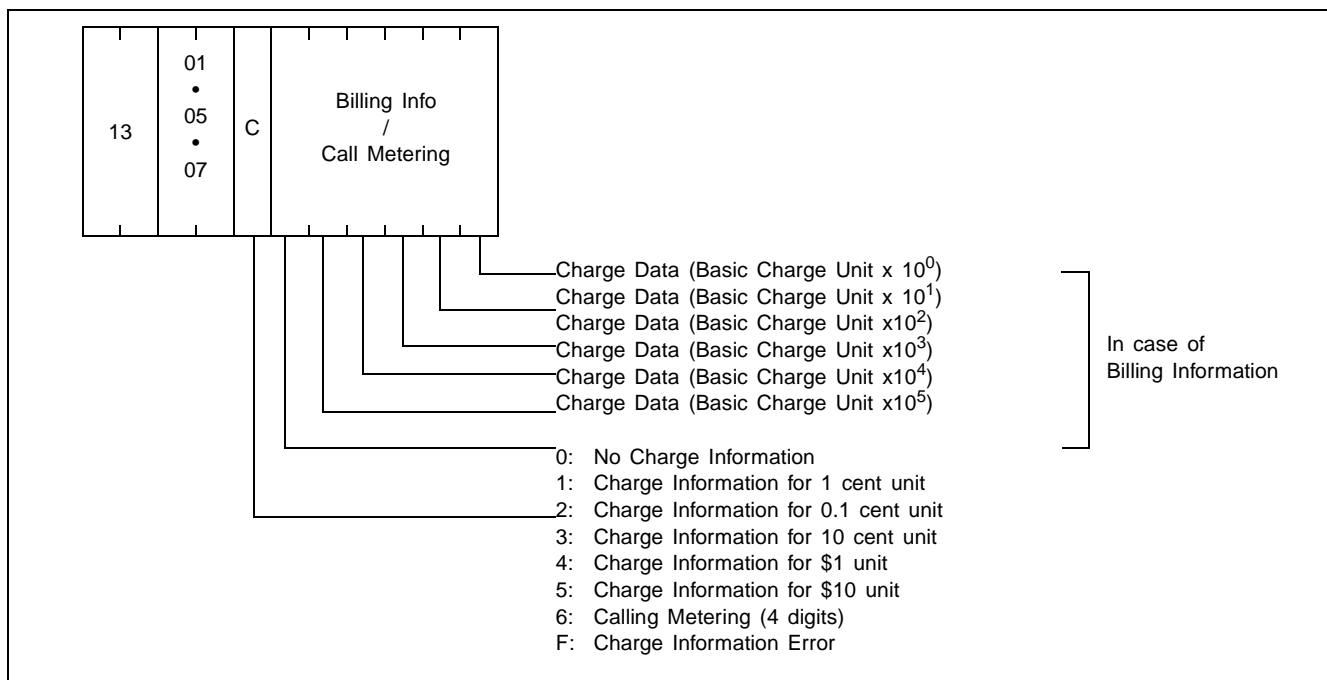 01
•
05
•
07
13
C
Billing Info
/
Call Metering
Charge Data (Basic Charge Unit x 10⁰)
Charge Data (Basic Charge Unit x 10¹)
Charge Data (Basic Charge Unit x10²)
Charge Data (Basic Charge Unit x10³)
Charge Data (Basic Charge Unit x10⁴)
Charge Data (Basic Charge Unit x10⁵)
In case of
Billing Information
0: No Charge Information
1: Charge Information for 1 cent unit
2: Charge Information for 0.1 cent unit
3: Charge Information for 10 cent unit
4: Charge Information for $1 unit
5: Charge Information for $10 unit
6: Calling Metering (4 digits)
F: Charge Information Error